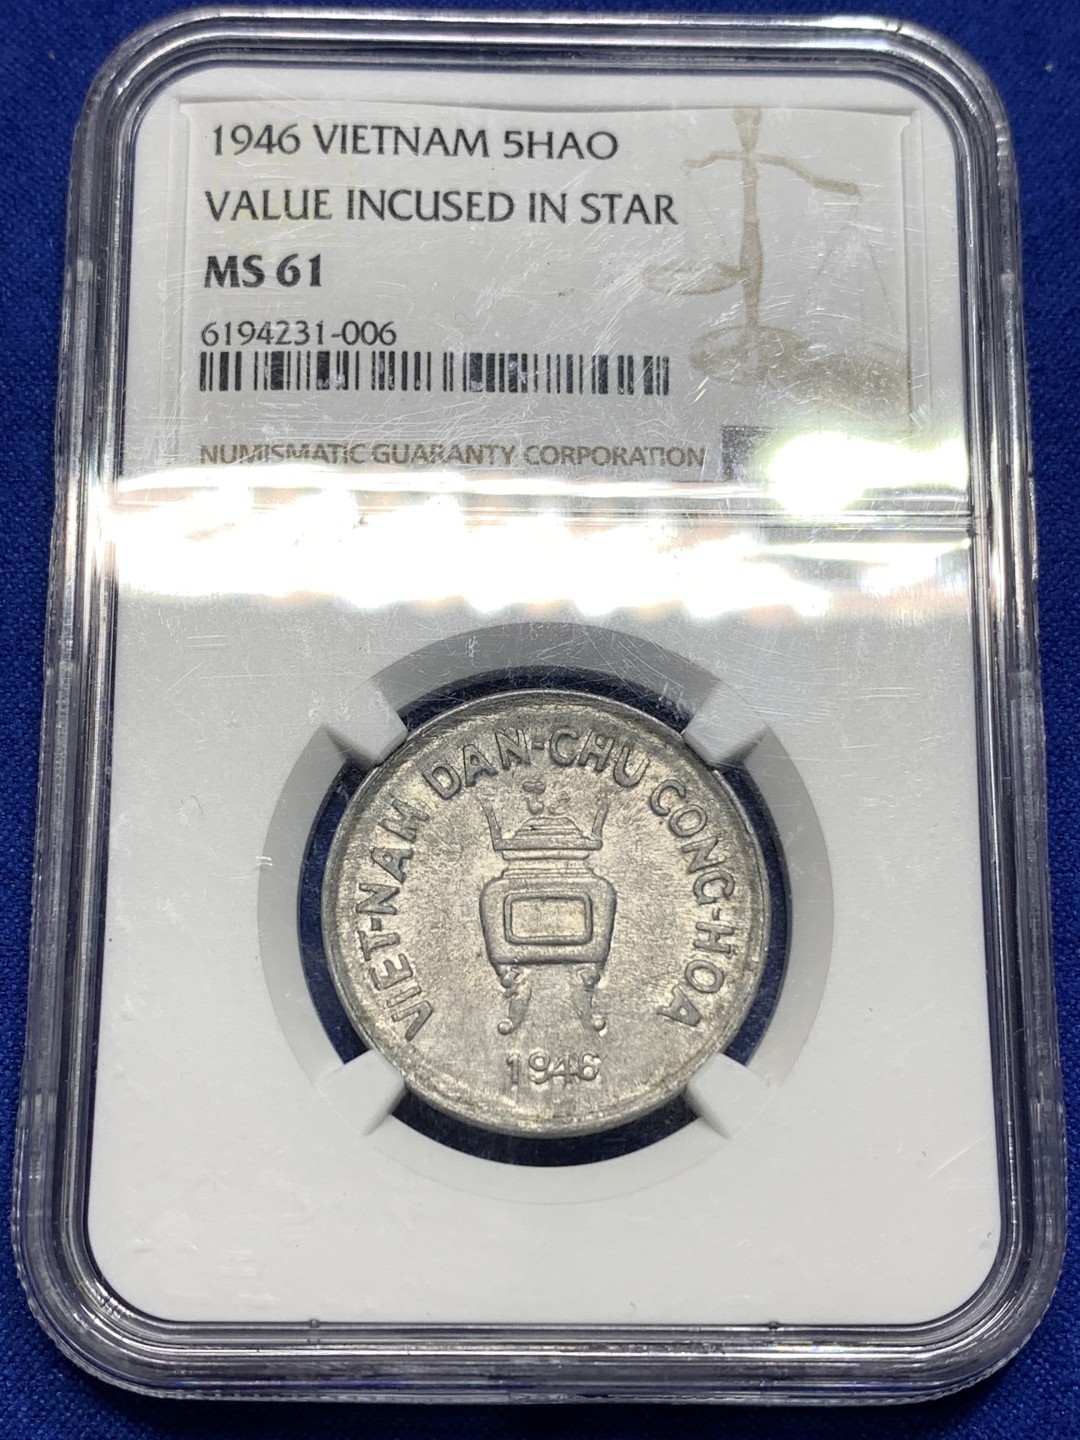 1946 VIETNAM 5HAO
VALUE INCUSED IN STAR
MS 61
6194231-006
NUMISMATIC GUARANTY CORPORATION
VIET-NAM DAN-CHU CONG-HOA
1946